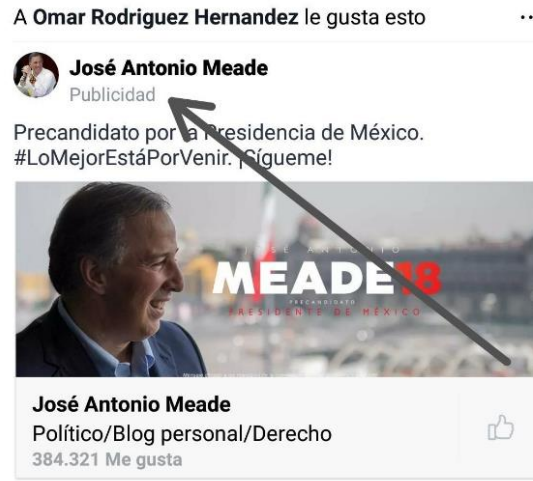 A Omar Rodriguez Hernandez le gusta esto
José Antonio Meade
Publicidad
Precandidato por la Presidencia de México.
#LoMejorEstáPorVenir. ¡Sígueme!
JOSÉ ANTONIO
MEADE18
PRECANDIDATO
PRESIDENTE DE MÉXICO
José Antonio Meade
Político/Blog personal/Derecho
384.321 Me gusta